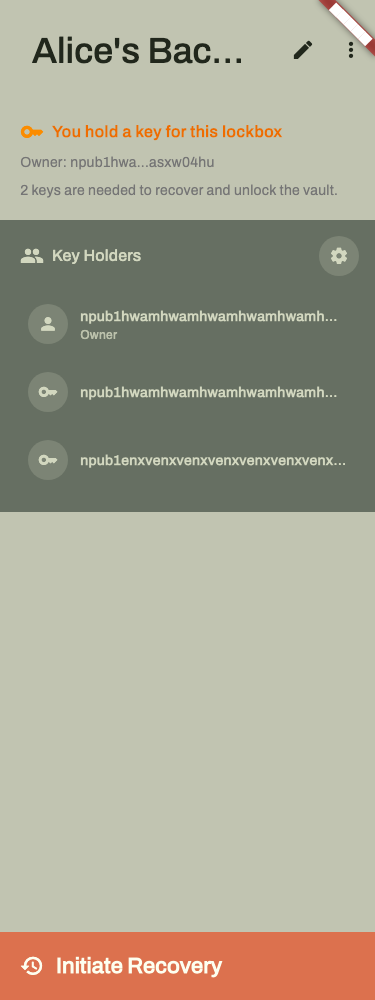 Alice's Bac...
You hold a key for this lockbox
Owner: npub1hwa...asxw04hu
2 keys are needed to recover and unlock the vault.
Key Holders
npub1hwamhwamhwamhwamhwamh...
Owner
npub1hwamhwamhwamhwamhwamh...
npub1enxvenxvenxvenxvenxvenxvenx...
Initiate Recovery